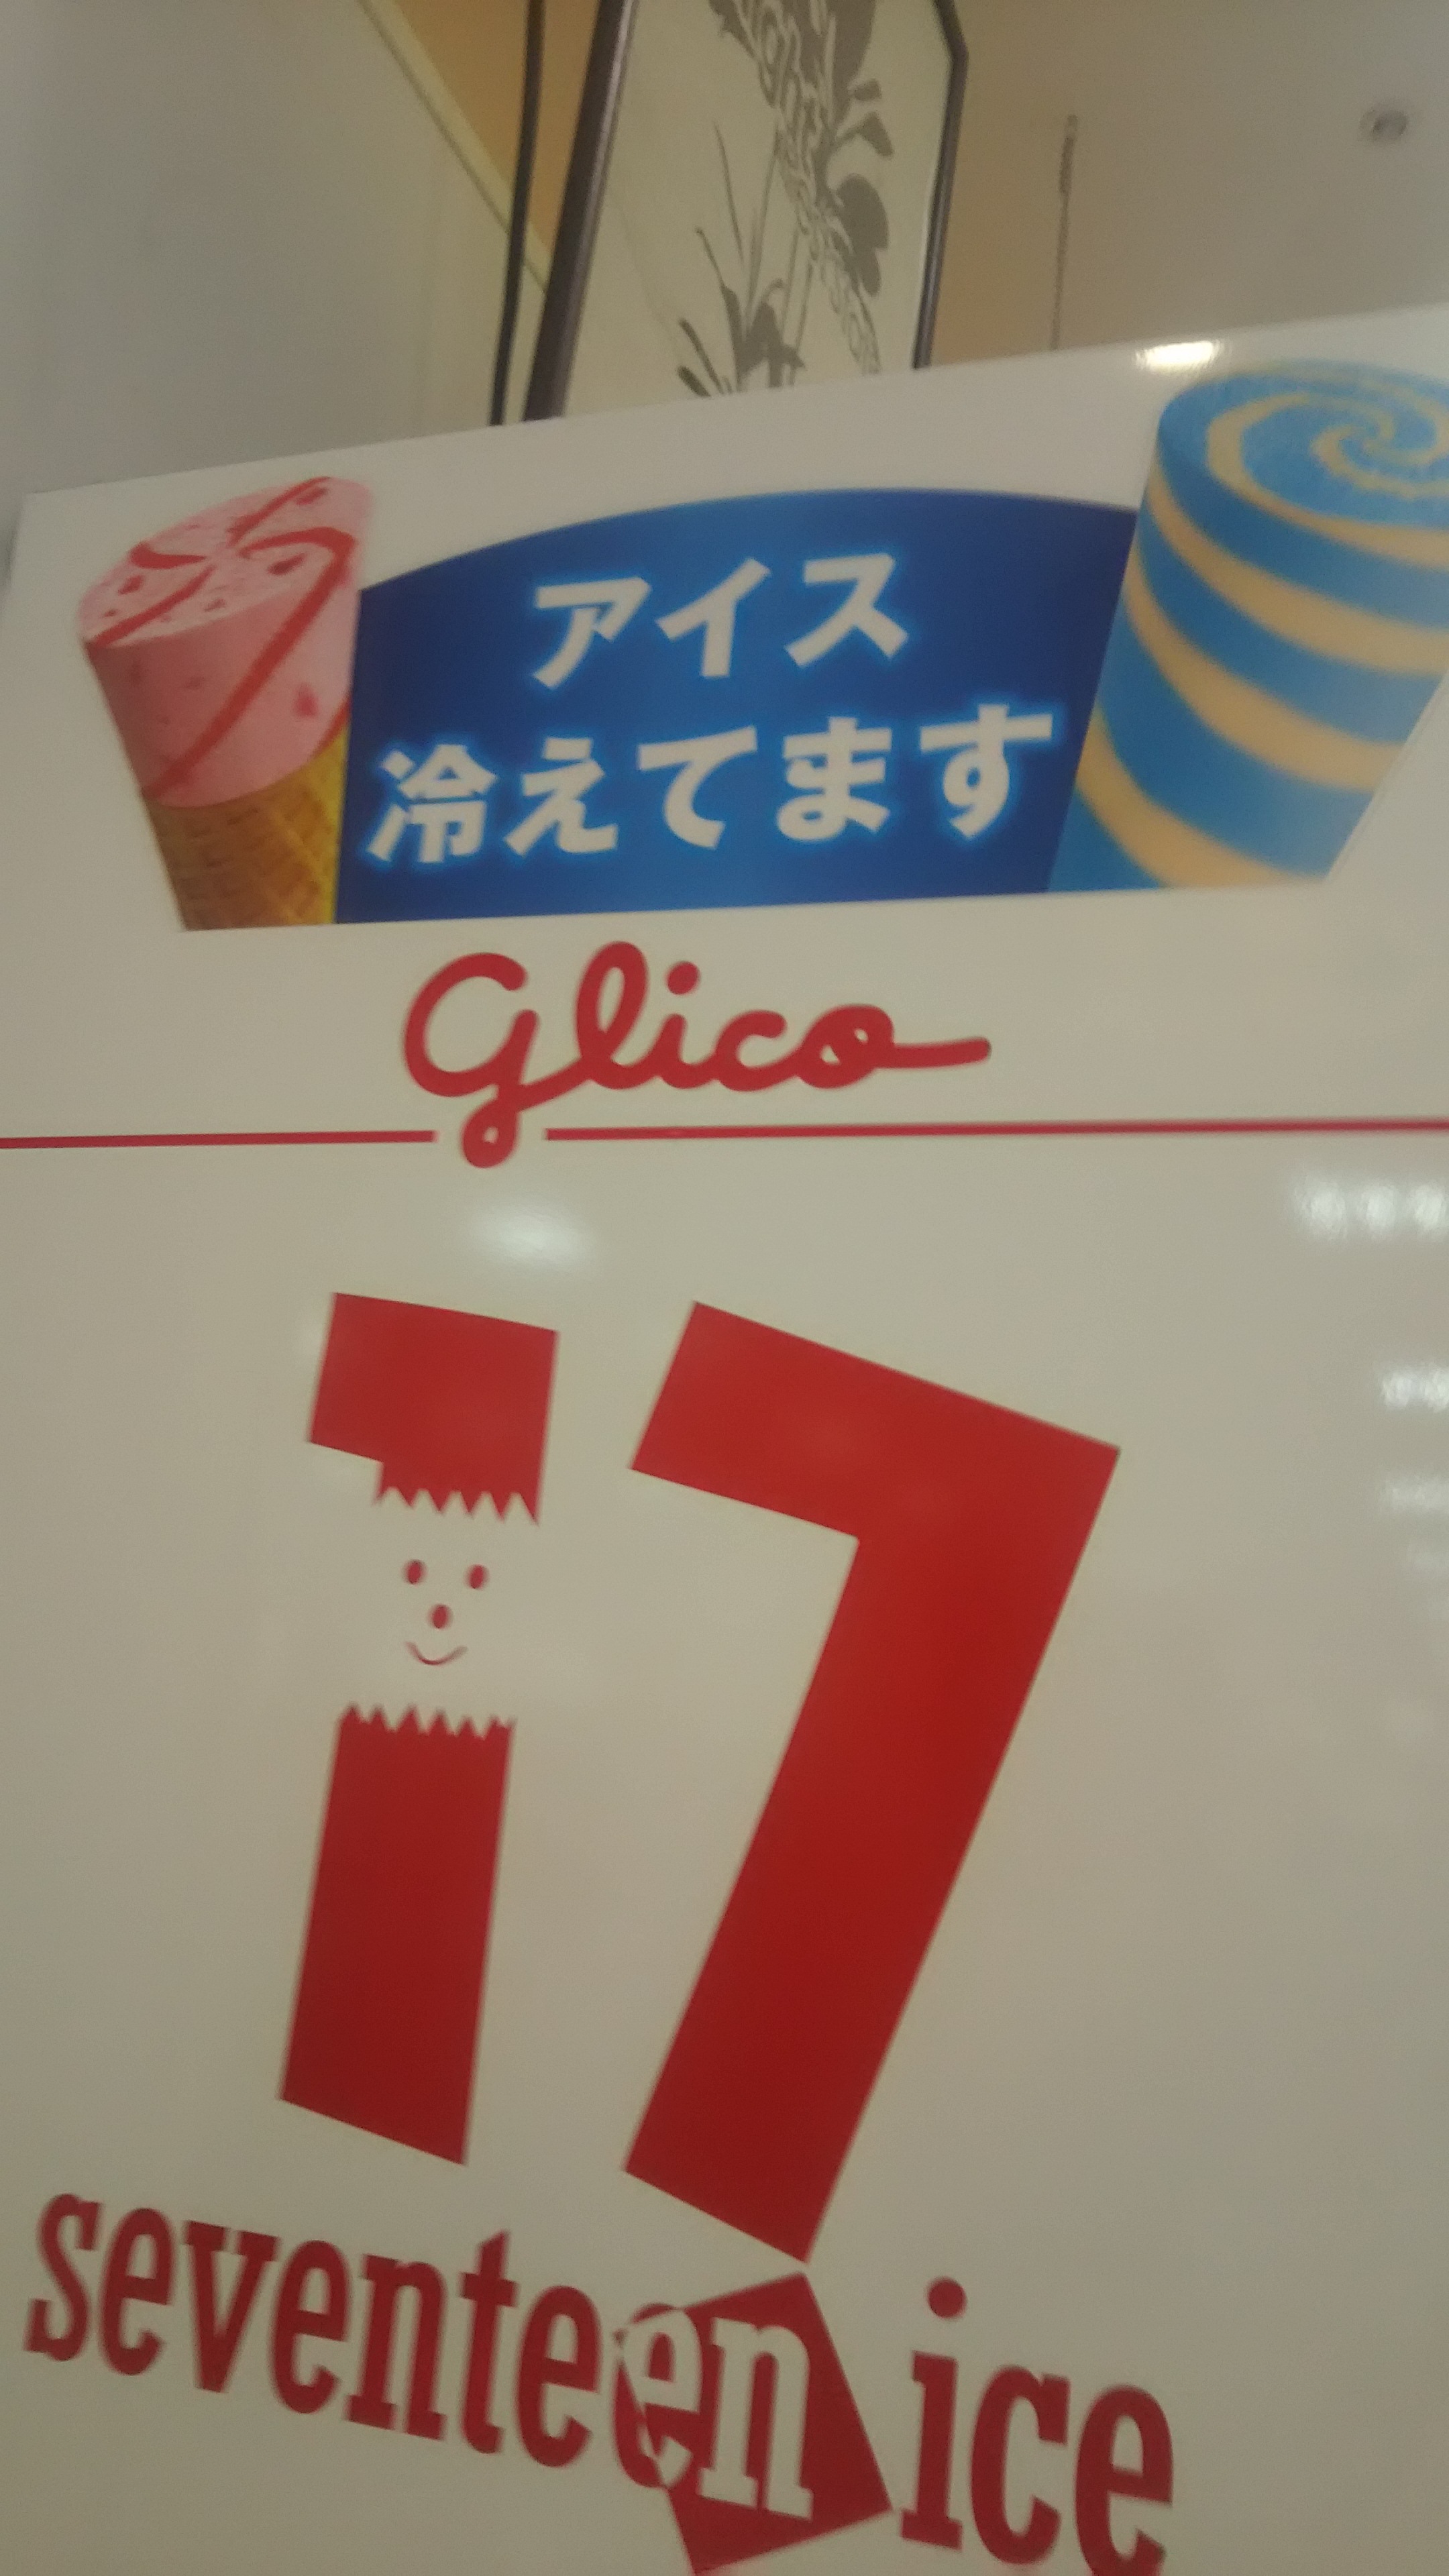 アイス
冷えてます
glico
17
seventeen ice